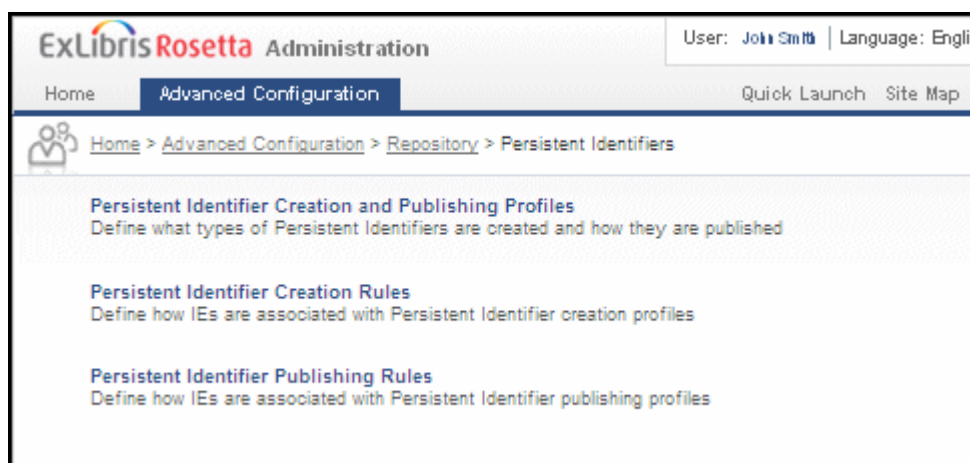 ExLibris Rosetta Administration
User: John Smith | Language: Engli
Home Advanced Configuration Quick Launch Site Map
Home > Advanced Configuration > Repository > Persistent Identifiers
Persistent Identifier Creation and Publishing Profiles
Define what types of Persistent Identifiers are created and how they are published
Persistent Identifier Creation Rules
Define how IEs are associated with Persistent Identifier creation profiles
Persistent Identifier Publishing Rules
Define how IEs are associated with Persistent Identifier publishing profiles